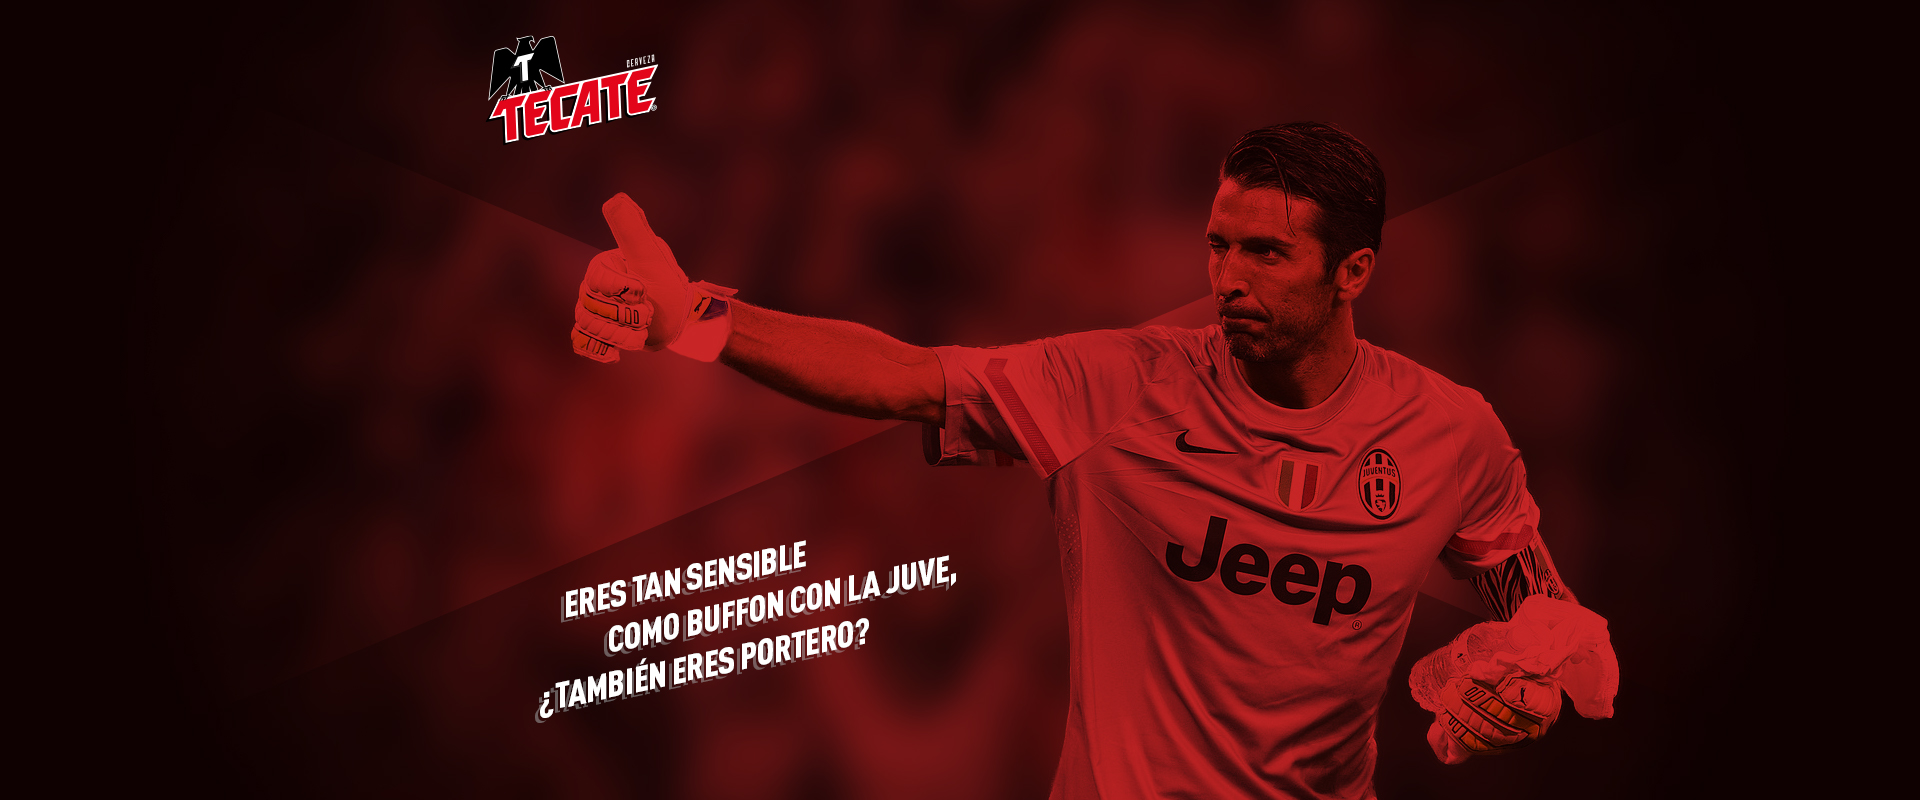 T
CERVEZA
TECATE
ERES TAN SENSIBLE
COMO BUFFON CON LA JUVE,
¿TAMBIÉN ERES PORTERO?
JUVENTUS
Jeep
®